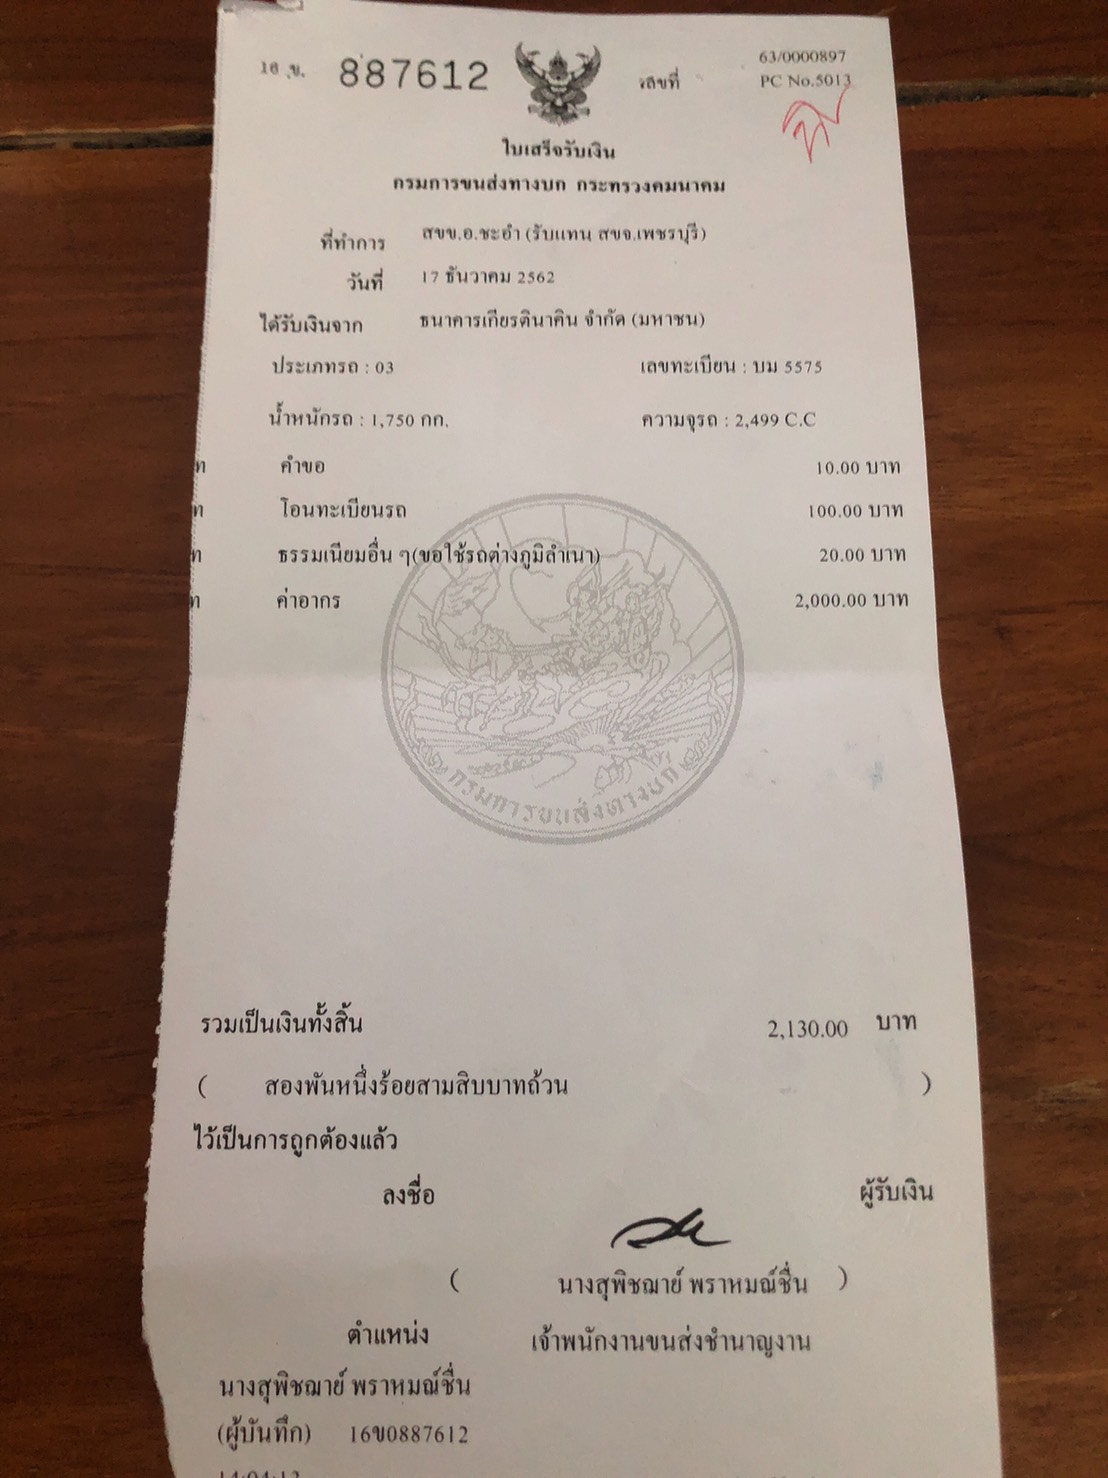 16 ข. 887612 เลขที่ 63/0000897
PC No.5013
ใบเสร็จรับเงิน
กรมการขนส่งทางบก กระทรวงคมนาคม
ที่ทำการ สขข.อ.ชะอำ (รับแทน สขจ.เพชรบุรี)
วันที่ 17 ธันวาคม 2562
ได้รับเงินจาก ธนาคารเกียรตินาคิน จำกัด (มหาชน)
ประเภทรถ : 03 เลขทะเบียน : บม 5575
น้ำหนักรถ : 1,750 กก. ความจุรถ : 2,499 C.C
ท คำขอ 10.00 บาท
ท โอนทะเบียนรถ 100.00 บาท
ท ธรรมเนียมอื่น ๆ(ขอใช้รถต่างภูมิลำเนา) 20.00 บาท
ท ค่าอากร 2,000.00 บาท
กรมการขนส่งทางบก
รวมเป็นเงินทั้งสิ้น 2,130.00 บาท
( สองพันหนึ่งร้อยสามสิบบาทถ้วน )
ไว้เป็นการถูกต้องแล้ว
ลงชื่อ ผู้รับเงิน
( นางสุพิชฌาย์ พราหมณ์ชื่น )
ตำแหน่ง เจ้าพนักงานขนส่งชำนาญงาน
นางสุพิชฌาย์ พราหมณ์ชื่น
(ผู้บันทึก) 16ข0887612